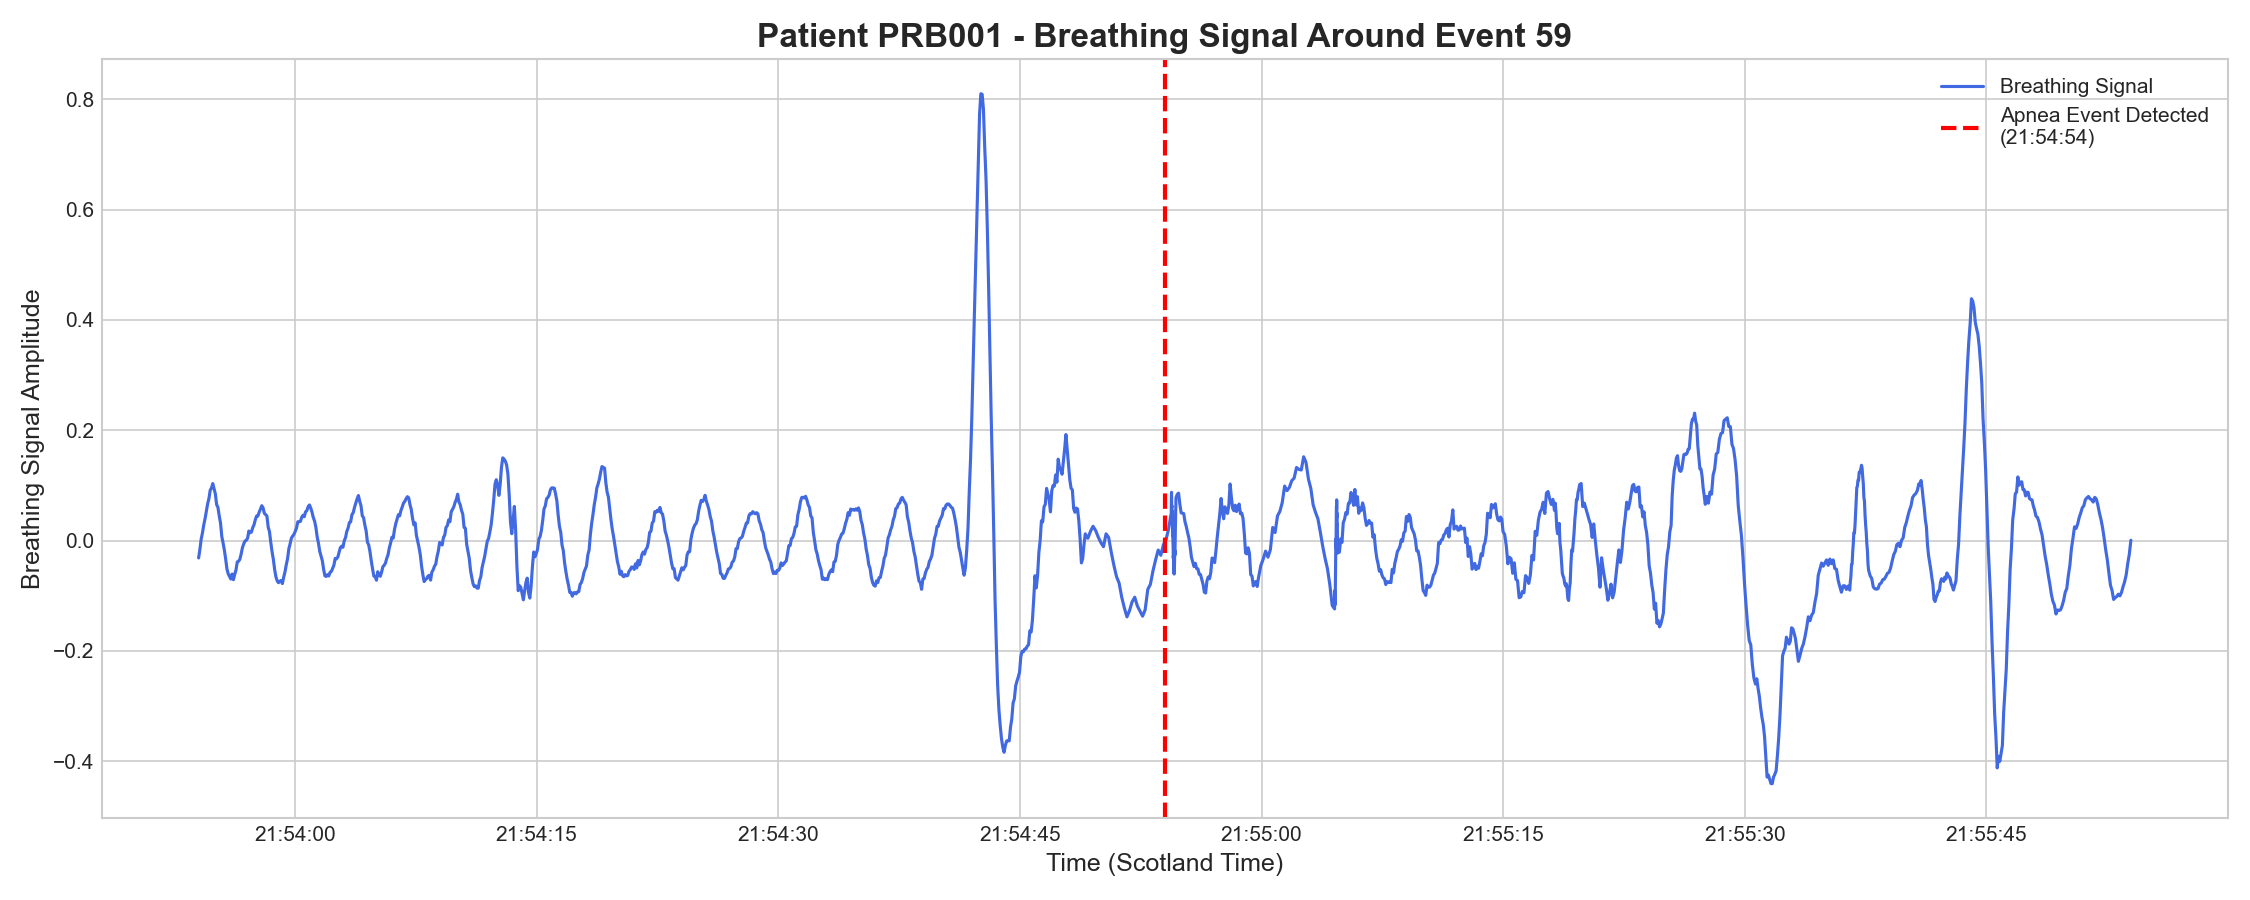 Patient PRB001 - Breathing Signal Around Event 59
Breathing Signal
Apnea Event Detected
(21:54:54)
Breathing Signal Amplitude
0.8
0.6
0.4
0.2
0.0
−0.2
−0.4
21:54:00 21:54:15 21:54:30 21:54:45 21:55:00 21:55:15 21:55:30 21:55:45
Time (Scotland Time)